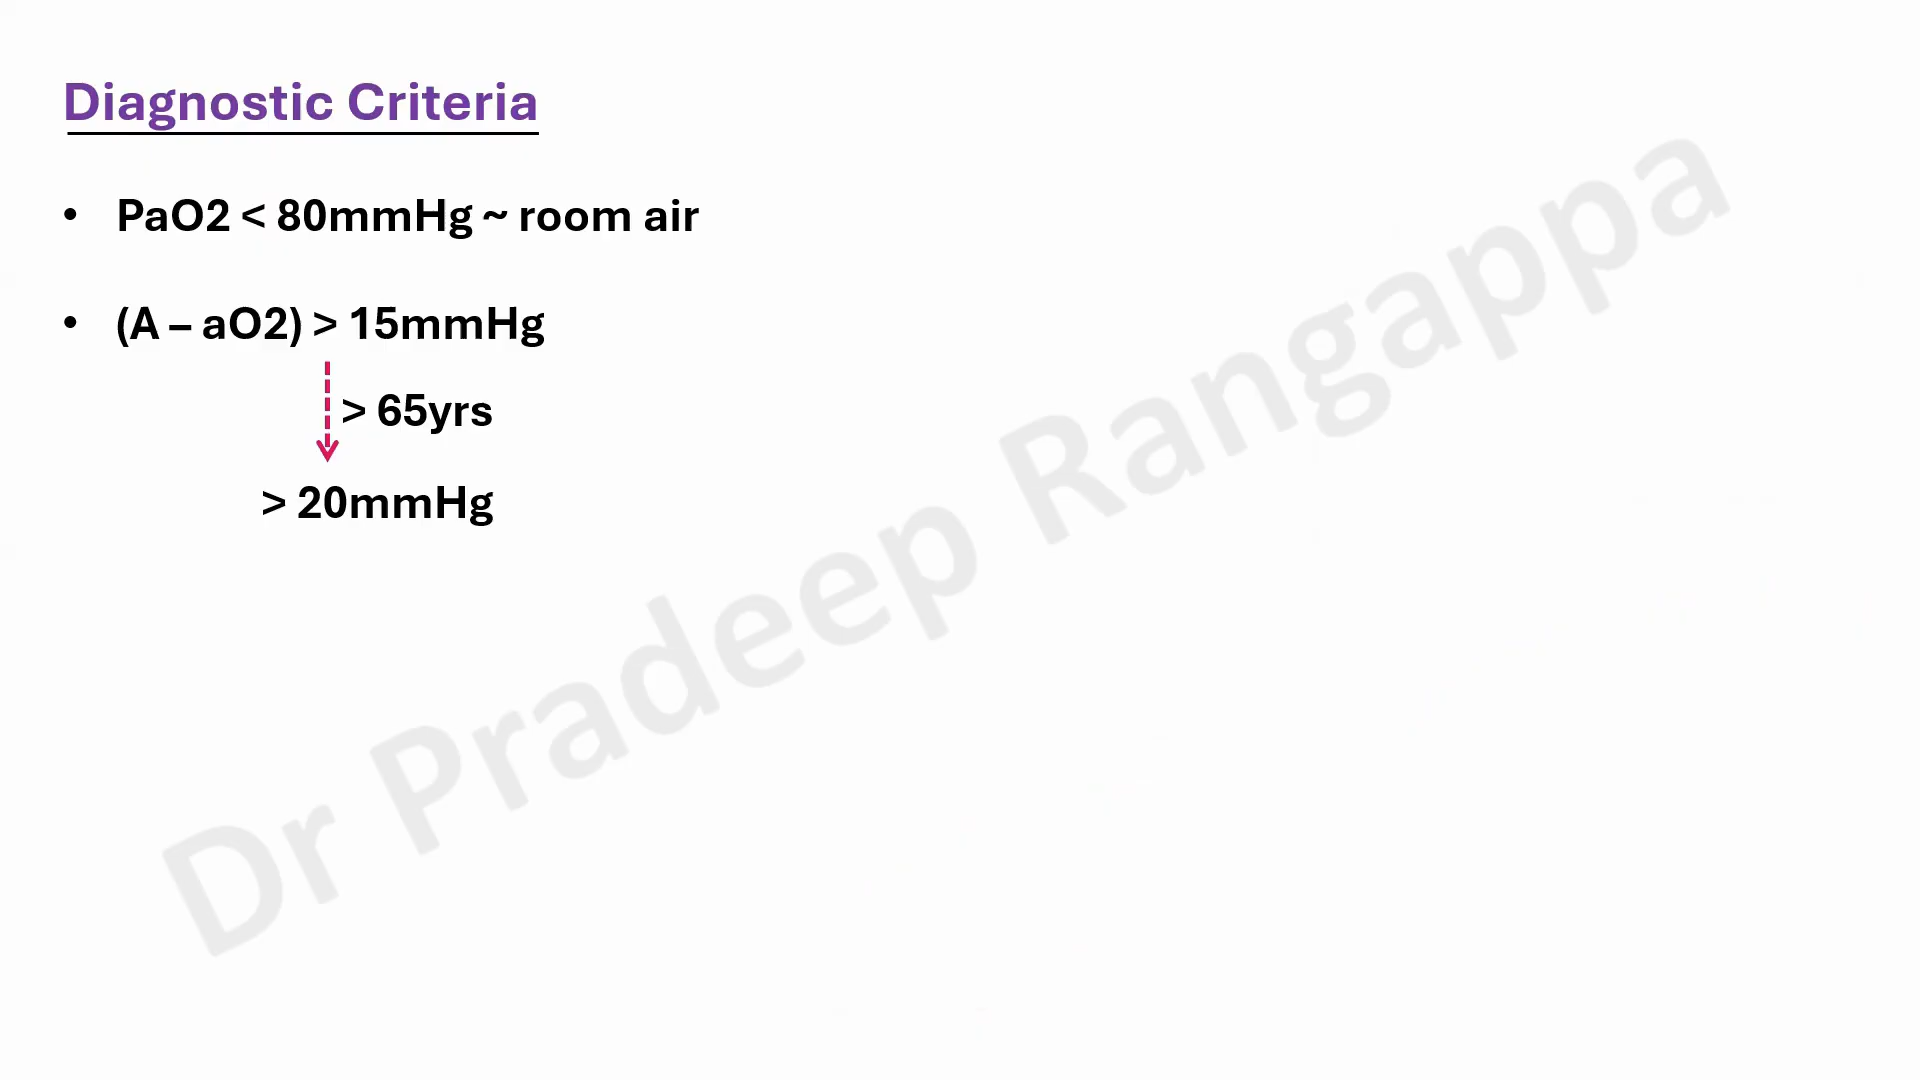 Diagnostic Criteria
• PaO2 < 80mmHg ~ room air
• (A – aO2) > 15mmHg
> 65yrs
> 20mmHg
Dr Pradeep Rangappa